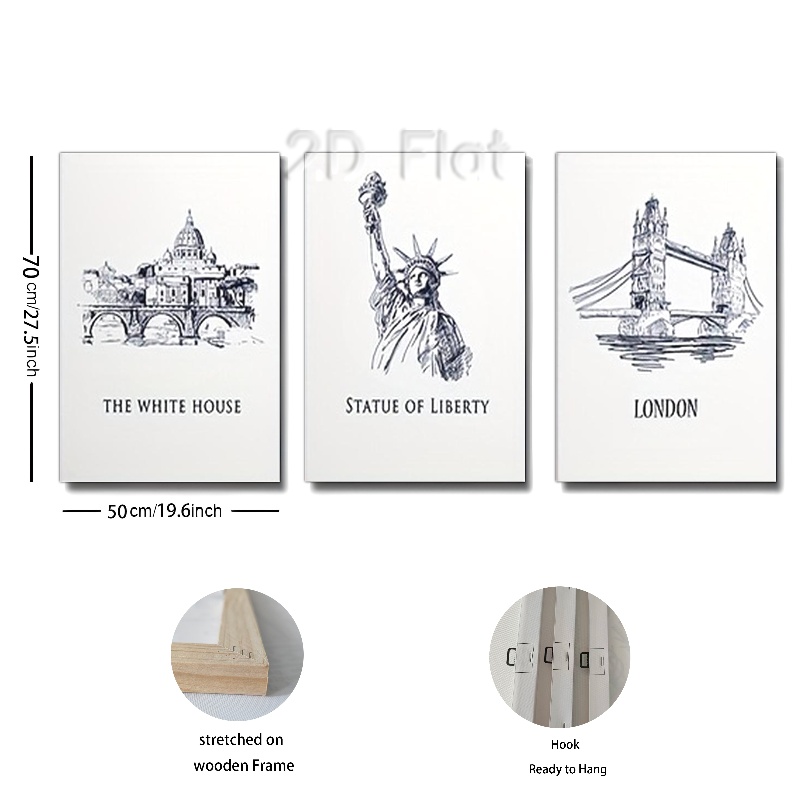 2D Flat
70 cm/27.5inch
THE WHITE HOUSE
STATUE OF LIBERTY
LONDON
50cm/19.6inch
stretched on
wooden Frame
Hook
Ready to Hang